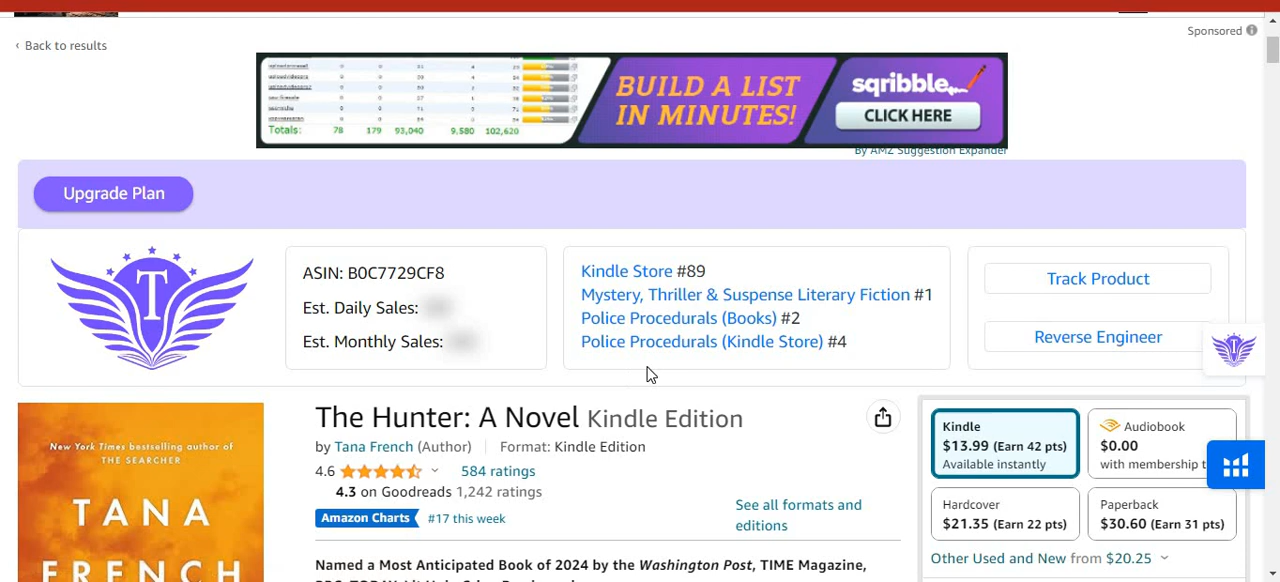 Sponsored
‹ Back to results
BUILD A LIST
IN MINUTES!
sqribble
CLICK HERE
Totals: 78 179 93,040 9,580 102,620
By AMZ Suggestion Expander
Upgrade Plan
T
ASIN: B0C7729CF8
Est. Daily Sales:
Est. Monthly Sales:
Kindle Store #89
Mystery, Thriller & Suspense Literary Fiction #1
Police Procedurals (Books) #2
Police Procedurals (Kindle Store) #4
Track Product
Reverse Engineer
T
New York Times bestselling author of
THE SEARCHER
TANA
FRENCH
The Hunter: A Novel Kindle Edition
by Tana French (Author) Format: Kindle Edition
4.6 584 ratings
4.3 on Goodreads 1,242 ratings
Amazon Charts #17 this week
See all formats and
editions
Named a Most Anticipated Book of 2024 by the Washington Post, TIME Magazine,
Kindle
$13.99 (Earn 42 pts)
Available instantly
Audiobook
$0.00
with membership t
Hardcover
$21.35 (Earn 22 pts)
Paperback
$30.60 (Earn 31 pts)
Other Used and New from $20.25